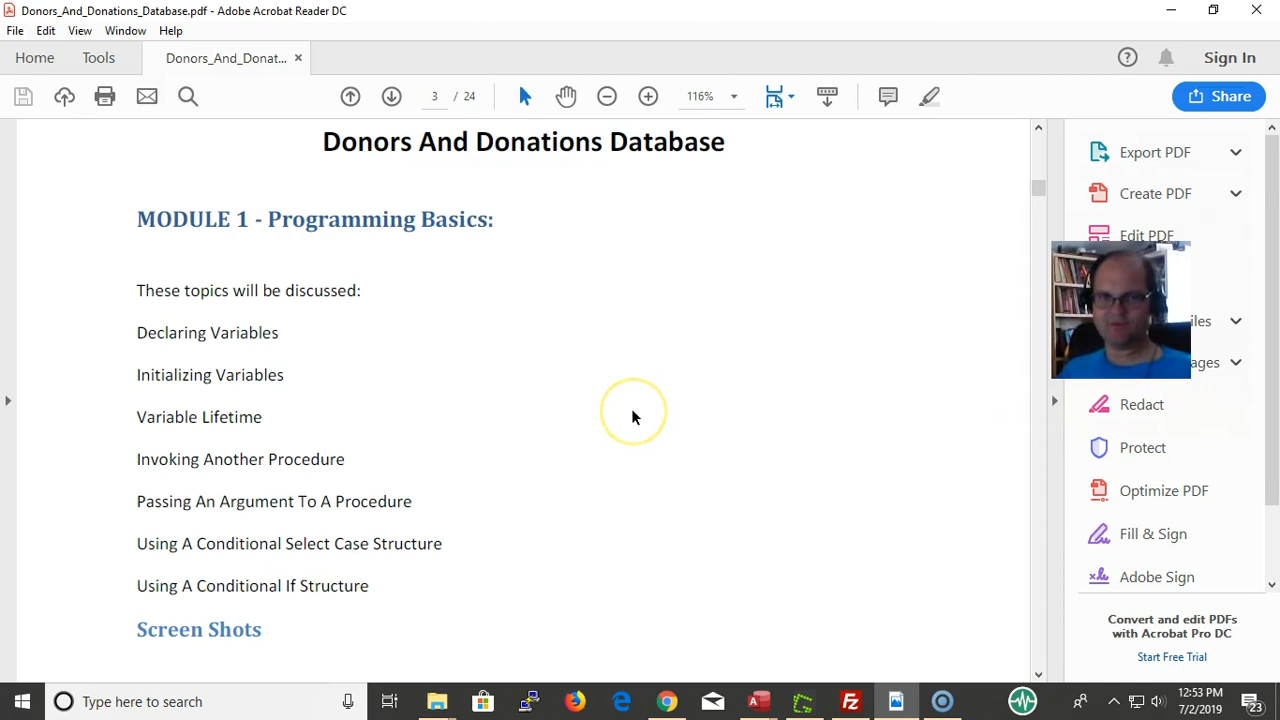 Donors_And_Donations_Database.pdf - Adobe Acrobat Reader DC
File Edit View Window Help
Home Tools Donors_And_Donat... × Sign In
3 / 24 116% Share
Donors And Donations Database
MODULE 1 - Programming Basics:
These topics will be discussed:
Declaring Variables
Initializing Variables
Variable Lifetime
Invoking Another Procedure
Passing An Argument To A Procedure
Using A Conditional Select Case Structure
Using A Conditional If Structure
Screen Shots
Export PDF
Create PDF
Edit PDF
Redact
Protect
Optimize PDF
Fill & Sign
Adobe Sign
Convert and edit PDFs
with Acrobat Pro DC
Start Free Trial
Type here to search
12:53 PM
7/2/2019
23